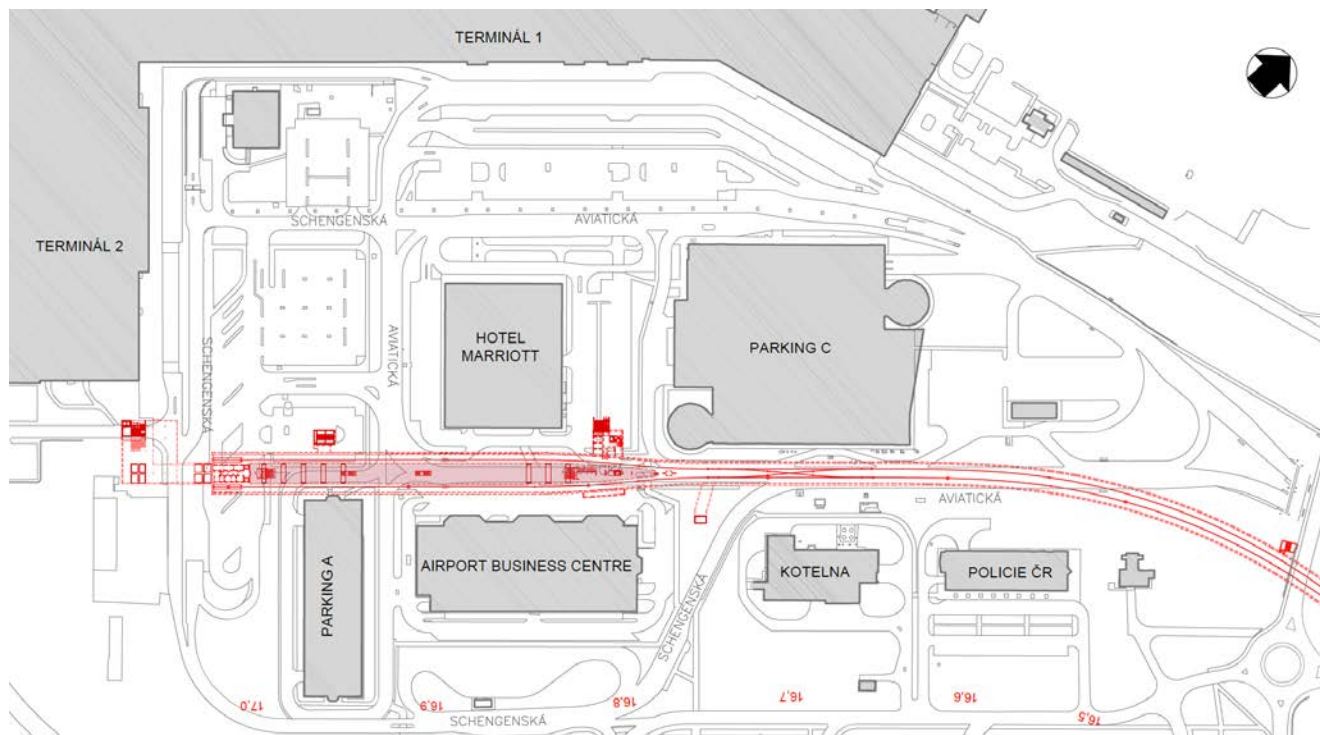 TERMINÁL 1
SCHENGENSKÁ
AVIATICKÁ
TERMINÁL 2
SCHENGENSKÁ
AVIATICKÁ
HOTEL
MARRIOTT
PARKING C
AVIATICKÁ
PARKING A
AIRPORT BUSINESS CENTRE
KOTELNA
POLICIE ČR
SCHENGENSKÁ
17,0
16,9
16,8
16,7
16,6
16,5
SCHENGENSKÁ